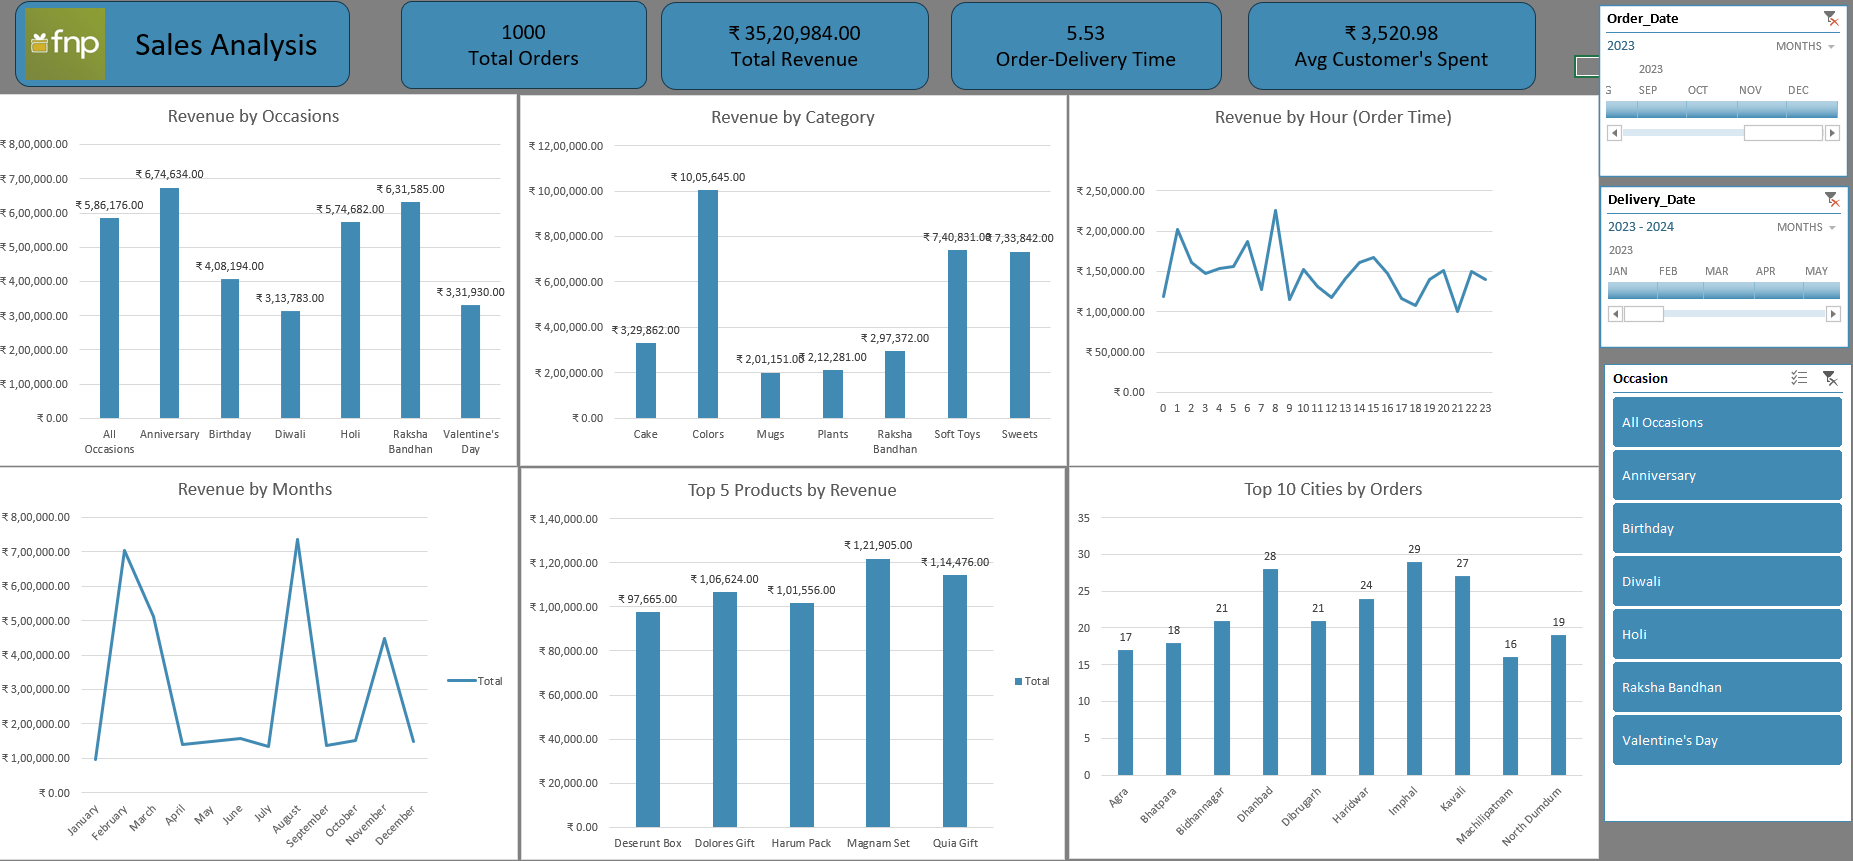 fnp
Sales Analysis
1000
Total Orders
₹ 35,20,984.00
Total Revenue
5.53
Order-Delivery Time
₹ 3,520.98
Avg Customer's Spent
Revenue by Occasions
₹ 8,00,000.00
₹ 7,00,000.00
₹ 6,00,000.00
₹ 5,00,000.00
₹ 4,00,000.00
₹ 3,00,000.00
₹ 2,00,000.00
₹ 1,00,000.00
₹ 0.00
₹ 5,86,176.00
₹ 6,74,634.00
₹ 4,08,194.00
₹ 3,13,783.00
₹ 5,74,682.00
₹ 6,31,585.00
₹ 3,31,930.00
All Occasions
Anniversary
Birthday
Diwali
Holi
Raksha Bandhan
Valentine's Day
Revenue by Category
₹ 12,00,000.00
₹ 10,00,000.00
₹ 8,00,000.00
₹ 6,00,000.00
₹ 4,00,000.00
₹ 2,00,000.00
₹ 0.00
₹ 3,29,862.00
₹ 10,05,645.00
₹ 2,01,151.00
₹ 2,12,281.00
₹ 2,97,372.00
₹ 7,40,831.00
₹ 7,33,842.00
Cake
Colors
Mugs
Plants
Raksha Bandhan
Soft Toys
Sweets
Revenue by Hour (Order Time)
₹ 2,50,000.00
₹ 2,00,000.00
₹ 1,50,000.00
₹ 1,00,000.00
₹ 50,000.00
₹ 0.00
0 1 2 3 4 5 6 7 8 9 10 11 12 13 14 15 16 17 18 19 20 21 22 23
Revenue by Months
₹ 8,00,000.00
₹ 7,00,000.00
₹ 6,00,000.00
₹ 5,00,000.00
₹ 4,00,000.00
₹ 3,00,000.00
₹ 2,00,000.00
₹ 1,00,000.00
₹ 0.00
January
February
March
April
May
June
July
August
September
October
November
December
Total
Top 5 Products by Revenue
₹ 1,40,000.00
₹ 1,20,000.00
₹ 1,00,000.00
₹ 80,000.00
₹ 60,000.00
₹ 40,000.00
₹ 20,000.00
₹ 0.00
₹ 97,665.00
₹ 1,06,624.00
₹ 1,01,556.00
₹ 1,21,905.00
₹ 1,14,476.00
Deserunt Box
Dolores Gift
Harum Pack
Magnam Set
Quia Gift
Total
Top 10 Cities by Orders
35
30
25
20
15
10
5
0
17
18
21
28
21
24
29
27
16
19
Agra
Bhatpara
Bidhannagar
Dhanbad
Dibrugarh
Haridwar
Imphal
Kavali
Machilipatnam
North Dumdum
Order_Date
2023
MONTHS
2023
G SEP OCT NOV DEC
Delivery_Date
2023 - 2024
MONTHS
2023
JAN FEB MAR APR MAY
Occasion
All Occasions
Anniversary
Birthday
Diwali
Holi
Raksha Bandhan
Valentine's Day